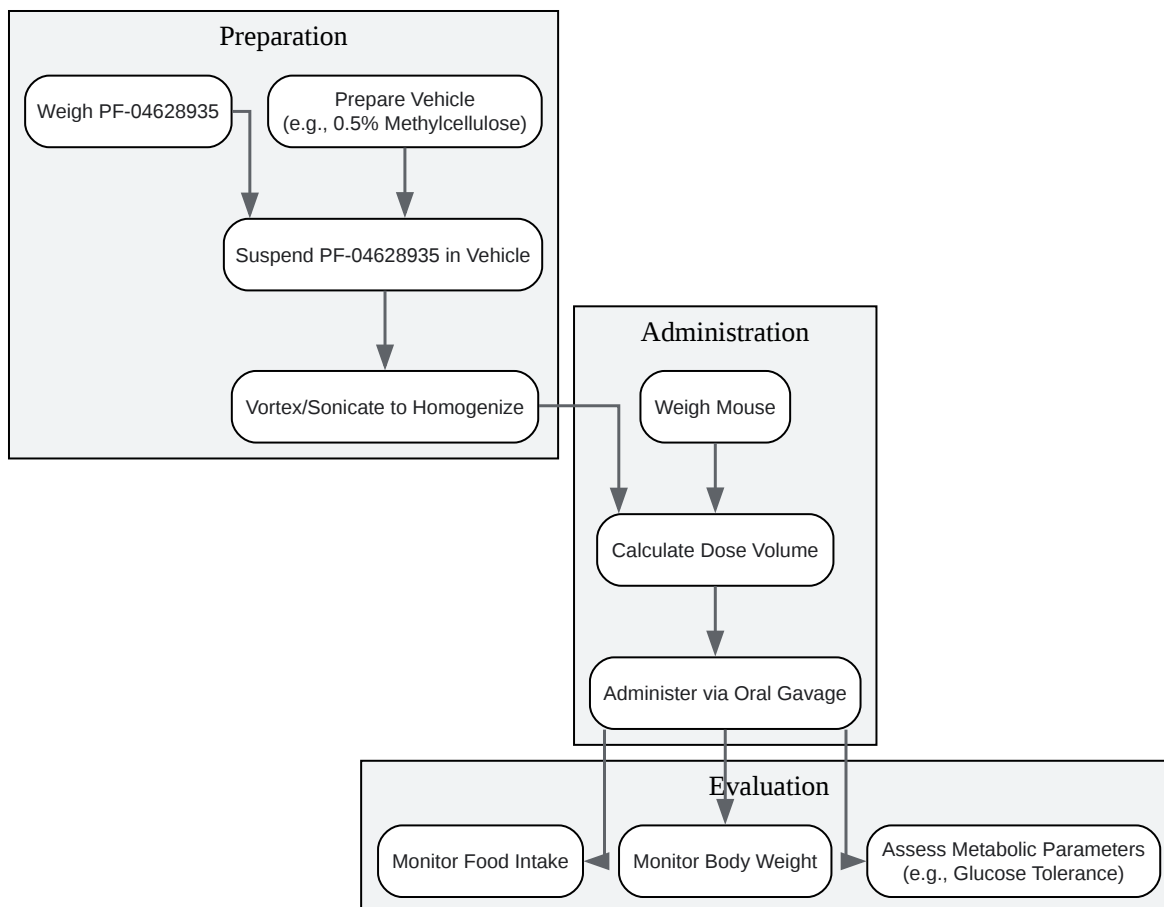 Preparation
Weigh PF-04628935
Prepare Vehicle
(e.g., 0.5% Methylcellulose)
Suspend PF-04628935 in Vehicle
Vortex/Sonicate to Homogenize
Administration
Weigh Mouse
Calculate Dose Volume
Administer via Oral Gavage
Evaluation
Monitor Food Intake
Monitor Body Weight
Assess Metabolic Parameters
(e.g., Glucose Tolerance)